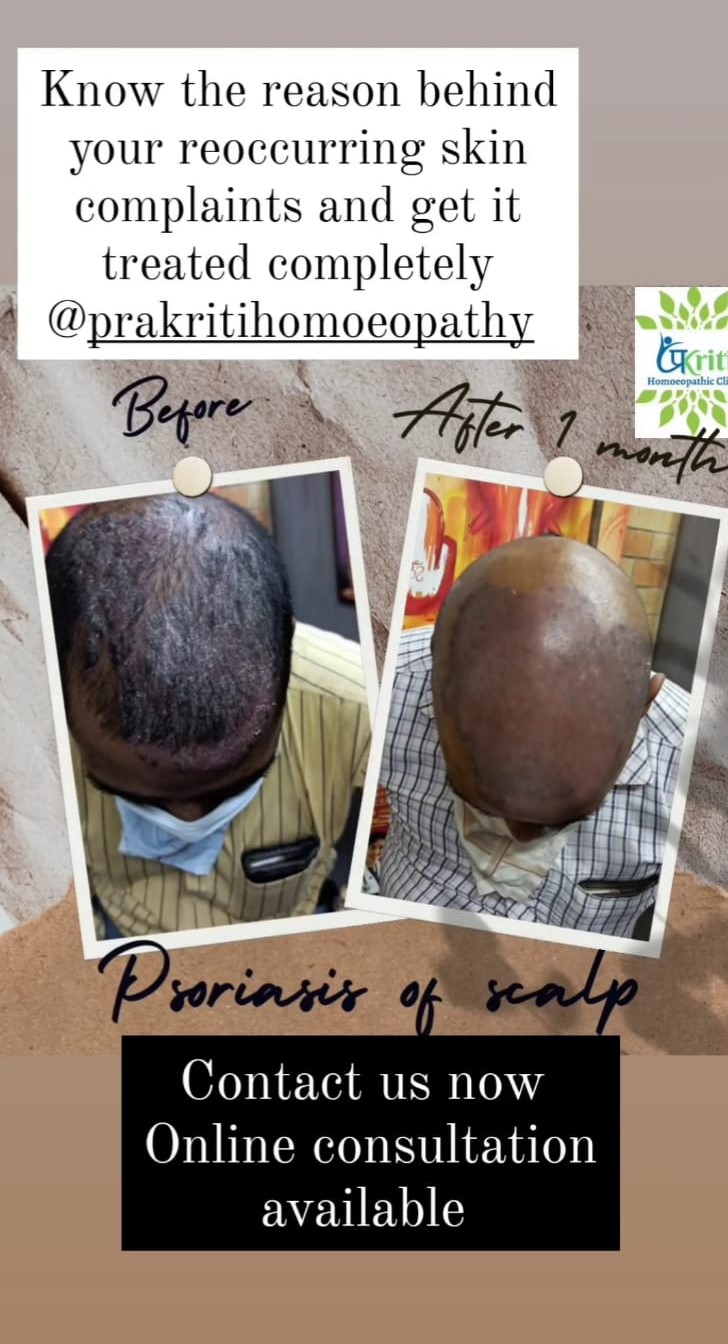 Know the reason behind
your reoccurring skin
complaints and get it
treated completely
@prakritihomoeopathy
Before
After 1 month
Homoeopathic
Psoriasis of scalp
Contact us now
Online consultation
available